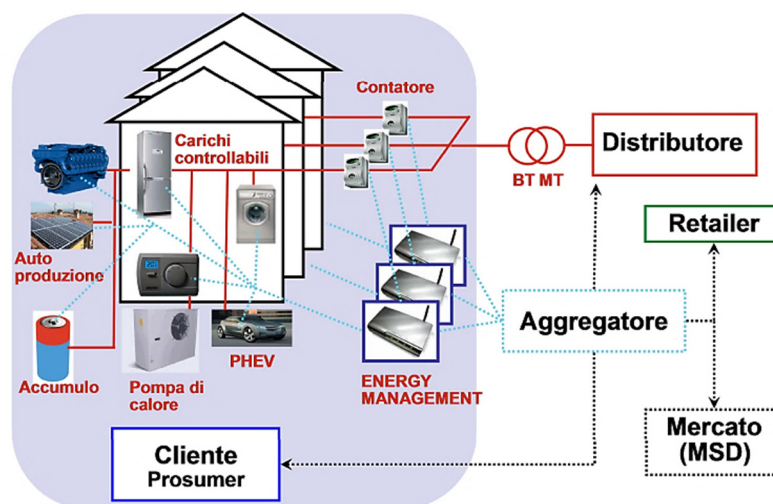 Contatore
Carichi
controllabili
BT MT
Distributore
Retailer
Auto
produzione
Aggregatore
Accumulo
Pompa di
calore
PHEV
ENERGY
MANAGEMENT
Mercato
(MSD)
Cliente
Prosumer